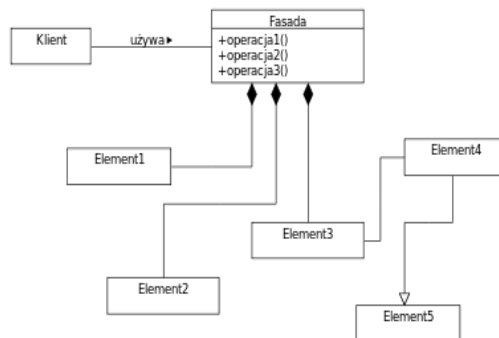 Klient
używa
Fasada
+operacja1()
+operacja2()
+operacja3()
Element1
Element4
Element3
Element2
Element5